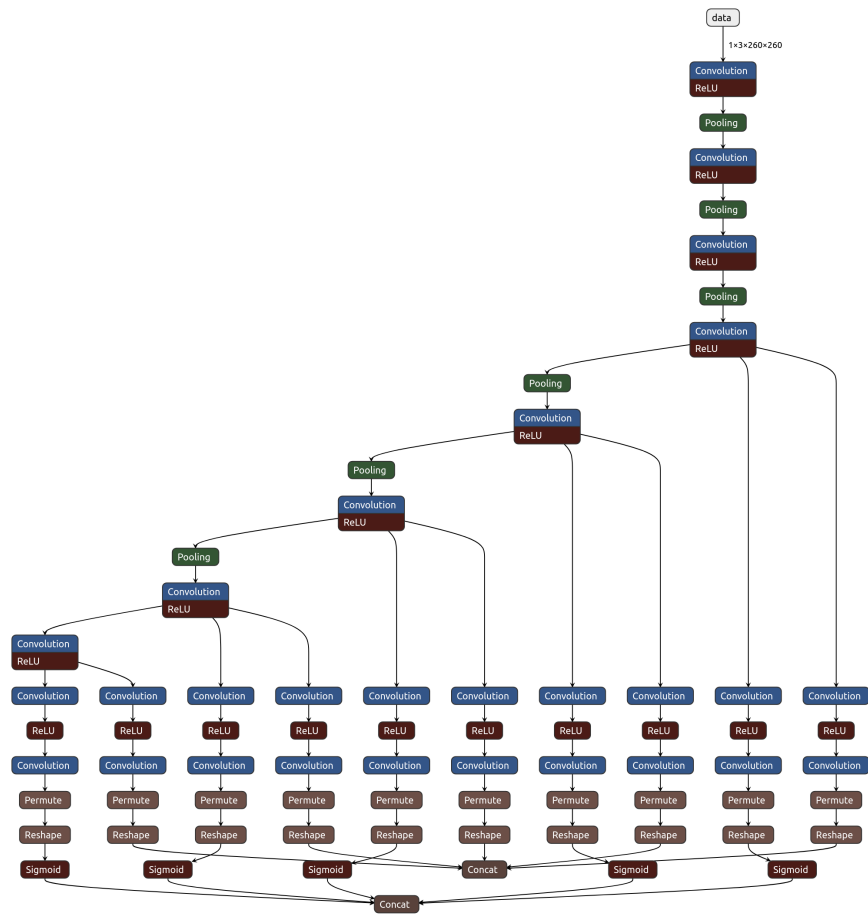 data
1×3×260×260
Convolution
ReLU
Pooling
Convolution
ReLU
Pooling
Convolution
ReLU
Pooling
Convolution
ReLU
Pooling
Convolution
ReLU
Pooling
Convolution
ReLU
Pooling
Convolution
ReLU
Convolution
ReLU
Convolution Convolution Convolution Convolution Convolution Convolution Convolution Convolution Convolution Convolution
ReLU ReLU ReLU ReLU ReLU ReLU ReLU ReLU ReLU ReLU
Convolution Convolution Convolution Convolution Convolution Convolution Convolution Convolution Convolution Convolution
Permute Permute Permute Permute Permute Permute Permute Permute Permute Permute
Reshape Reshape Reshape Reshape Reshape Reshape Reshape Reshape Reshape Reshape
Sigmoid Sigmoid Sigmoid Concat Sigmoid Sigmoid
Concat